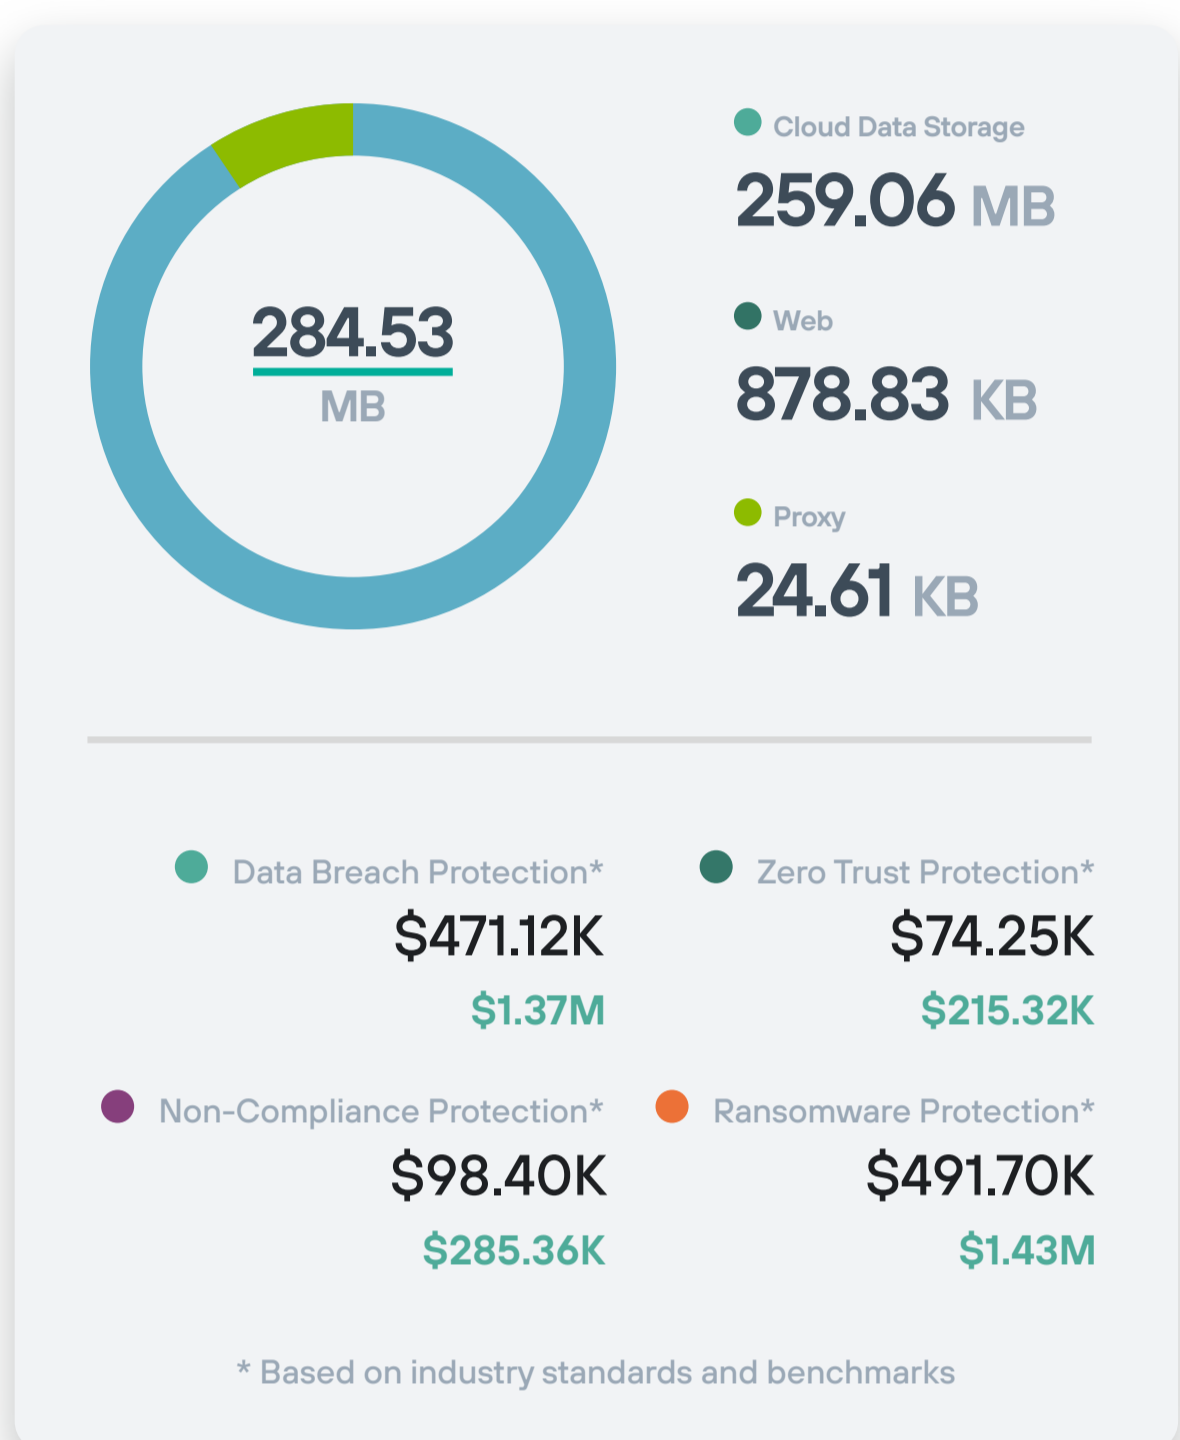 284.53
MB
Cloud Data Storage
259.06 MB
Web
878.83 KB
Proxy
24.61 KB
Data Breach Protection*
$471.12K
$1.37M
Zero Trust Protection*
$74.25K
$215.32K
Non-Compliance Protection*
$98.40K
$285.36K
Ransomware Protection*
$491.70K
$1.43M
* Based on industry standards and benchmarks